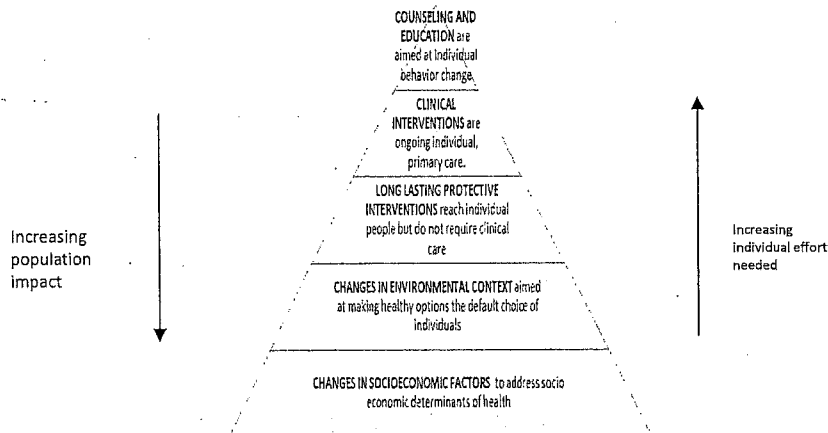 COUNSELING AND
EDUCATION are
aimed at individual
behavior change.
CLINICAL
INTERVENTIONS are
ongoing individual,
primary care.
LONG LASTING PROTECTIVE
INTERVENTIONS reach individual
people but do not require clinical
care
CHANGES IN ENVIRONMENTAL CONTEXT aimed
at making healthy options the default choice of
individuals
CHANGES IN SOCIOECONOMIC FACTORS to address socio
economic determinants of health
Increasing
population
impact
Increasing
individual effort
needed